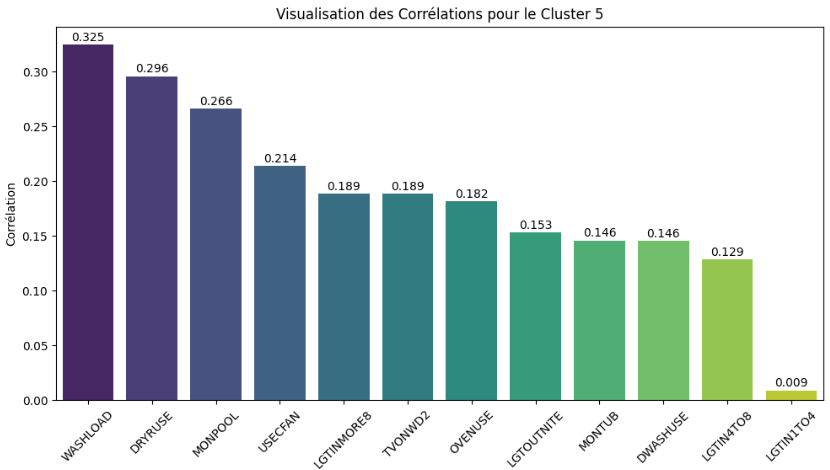 Visualisation des Corrélations pour le Cluster 5
Corrélation
0.30
0.25
0.20
0.15
0.10
0.05
0.00
0.325
0.296
0.266
0.214
0.189
0.189
0.182
0.153
0.146
0.146
0.129
0.009
WASHLOAD
DRYRUSE
MONPOOL
USECFAN
LGTINMORE8
TVONWD2
OVENUSE
LGTOUTNITE
MONTUB
DWASHUSE
LGTIN4TO8
LGTIN1TO4